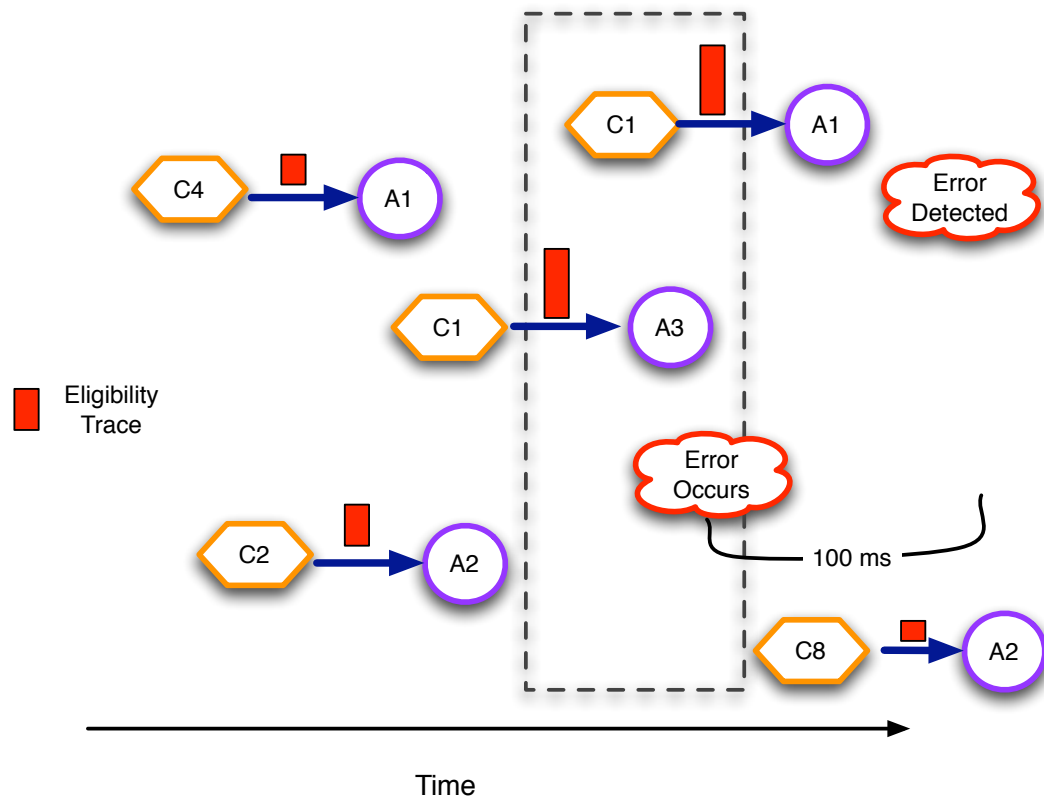 C1
A1
C4
A1
Error
Detected
C1
A3
Eligibility
Trace
Error
Occurs
C2
A2
100 ms
C8
A2
Time